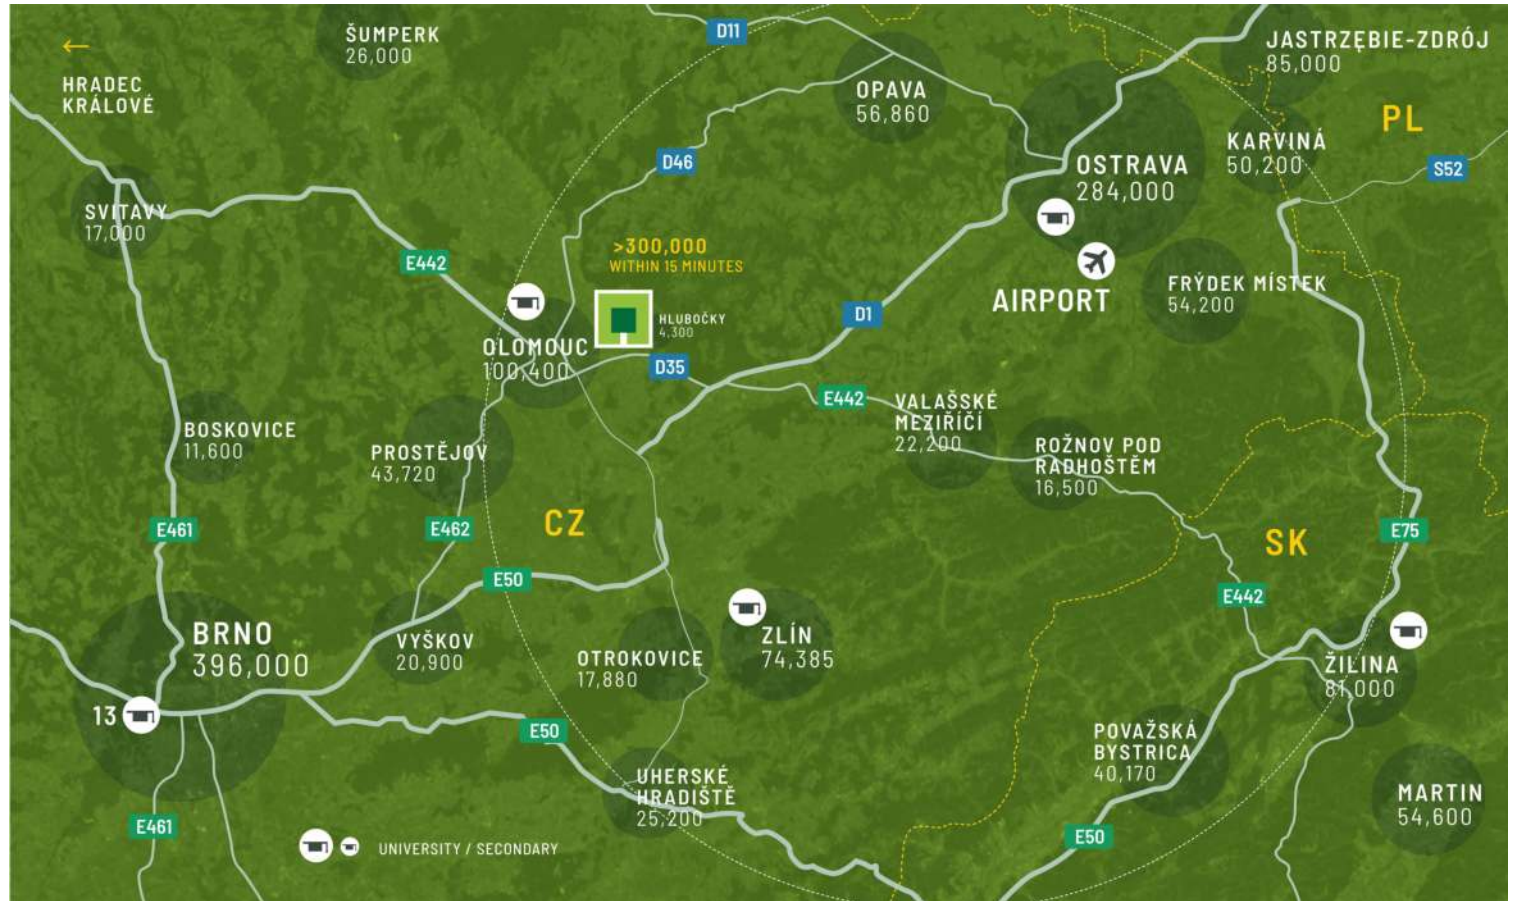 D11
ŠUMPERK
26,000
JASTRZĘBIE-ZDRÓJ
85,000
HRADEC
KRÁLOVÉ
OPAVA
56,860
PL
KARVINÁ
50,200
D46
OSTRAVA
284,000
S52
SVITAVY
17,000
>300,000
WITHIN 15 MINUTES
E442
FRÝDEK MÍSTEK
54,200
AIRPORT
D1
HLUBOČKY
4,300
OLOMOUC
100,400
D35
E442
VALAŠSKÉ
MEZIŘÍČÍ
22,200
BOSKOVICE
11,600
PROSTĚJOV
43,720
ROŽNOV POD
RADHOŠTĚM
16,500
E461
E462
CZ
SK
E75
E50
E442
BRNO
396,000
VYŠKOV
20,900
OTROKOVICE
17,880
ZLÍN
74,385
ŽILINA
81,000
13
E50
POVAŽSKÁ
BYSTRICA
40,170
UHERSKÉ
HRADIŠTĚ
25,200
MARTIN
54,600
E461
E50
UNIVERSITY / SECONDARY